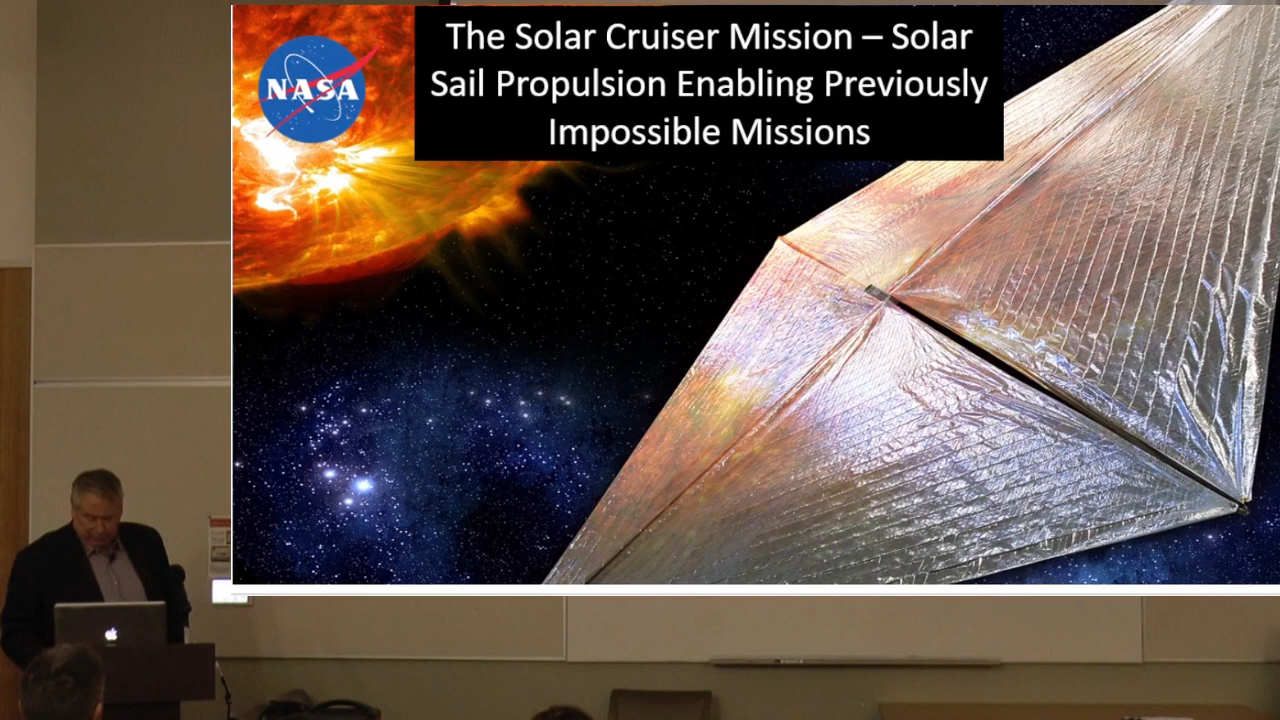 The Solar Cruiser Mission – Solar
Sail Propulsion Enabling Previously
Impossible Missions
NASA